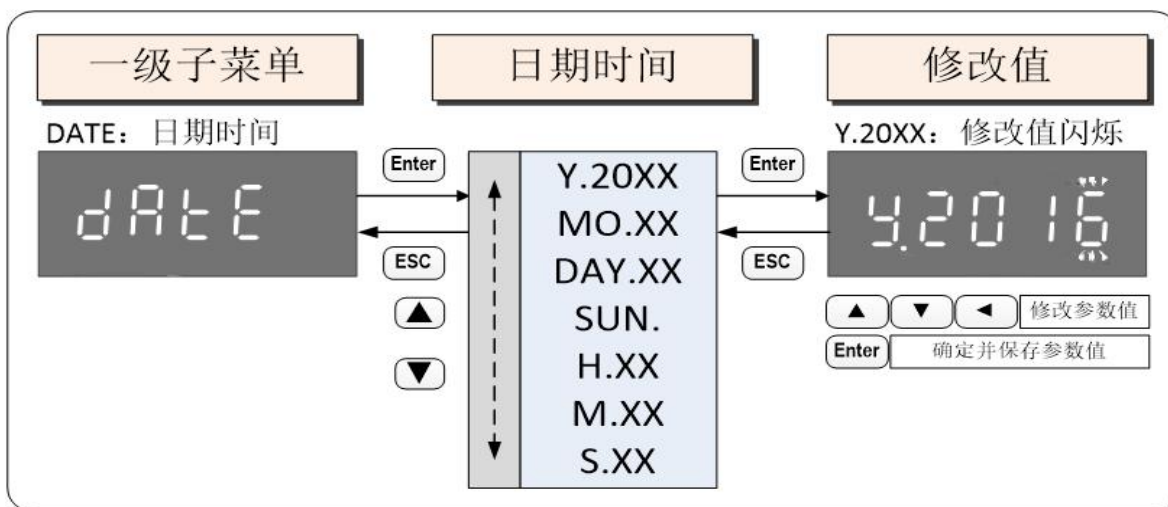 一级子菜单
日期时间
修改值
DATE：日期时间
Y.20XX：修改值闪烁
dAtE
Enter
ESC
Y.20XX
MO.XX
DAY.XX
SUN.
H.XX
M.XX
S.XX
Enter
ESC
y.2016
修改参数值
Enter 确定并保存参数值